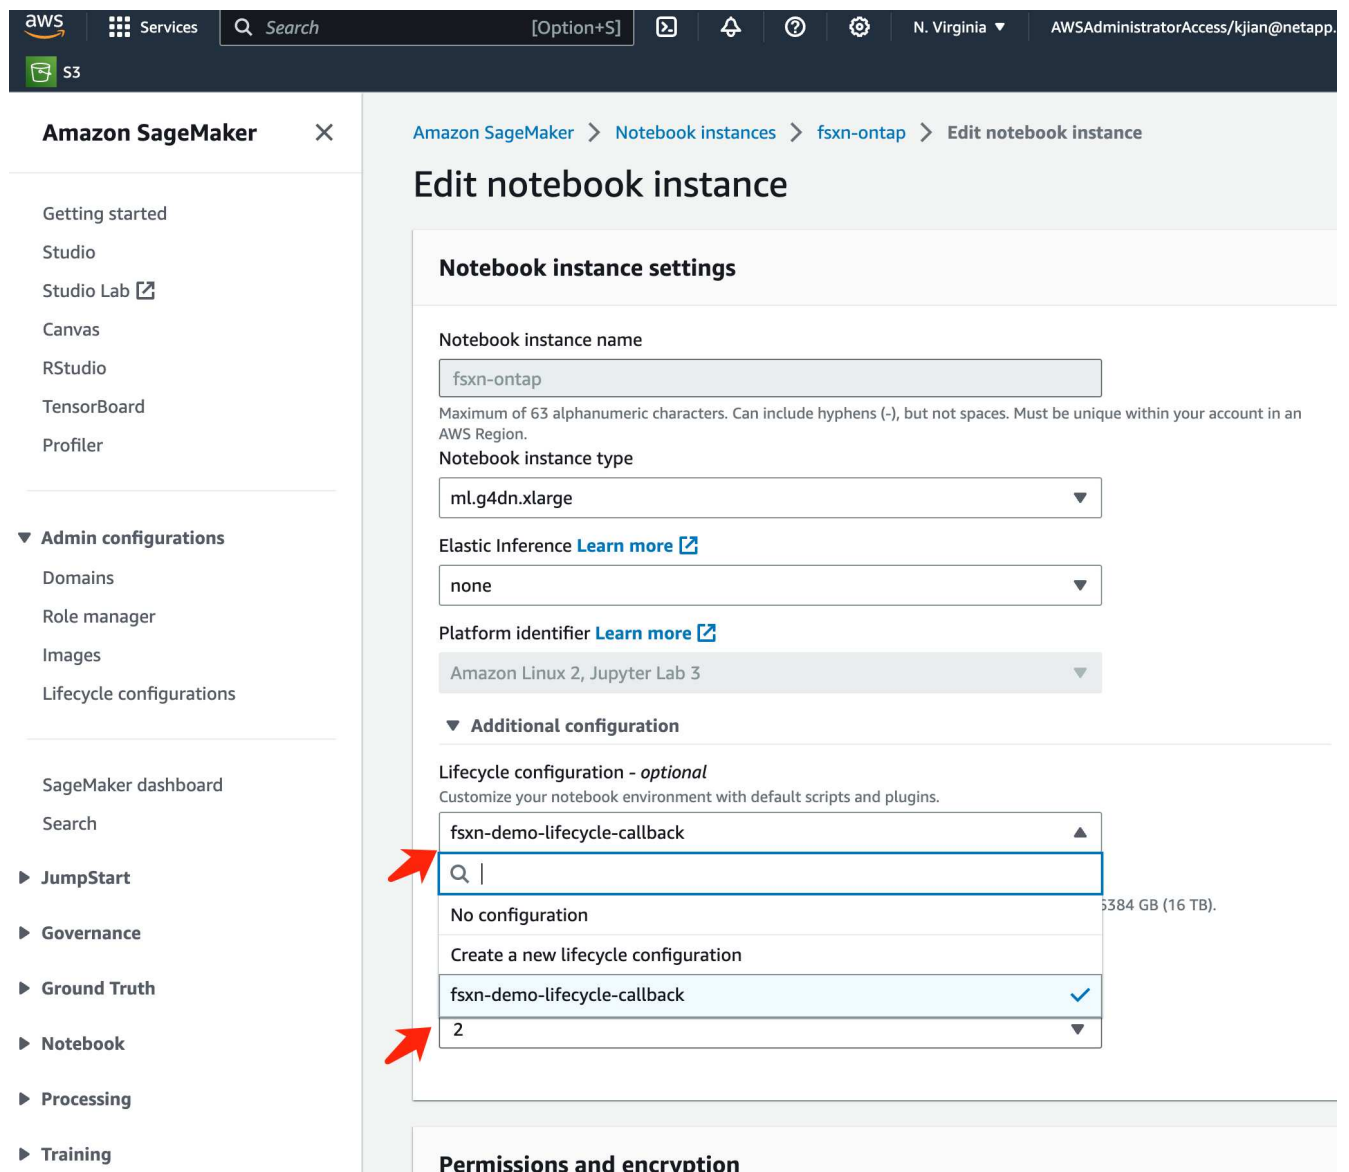 aws
Services
Search
[Option+S]
N. Virginia
AWSAdministratorAccess/kjian@netapp.
S3
Amazon SageMaker
Getting started
Studio
Studio Lab
Canvas
RStudio
TensorBoard
Profiler
Admin configurations
Domains
Role manager
Images
Lifecycle configurations
SageMaker dashboard
Search
JumpStart
Governance
Ground Truth
Notebook
Processing
Training
Amazon SageMaker > Notebook instances > fsxn-ontap > Edit notebook instance
Edit notebook instance
Notebook instance settings
Notebook instance name
fsxn-ontap
Maximum of 63 alphanumeric characters. Can include hyphens (-), but not spaces. Must be unique within your account in an
AWS Region.
Notebook instance type
ml.g4dn.xlarge
Elastic Inference Learn more
none
Platform identifier Learn more
Amazon Linux 2, Jupyter Lab 3
Additional configuration
Lifecycle configuration - optional
Customize your notebook environment with default scripts and plugins.
fsxn-demo-lifecycle-callback
No configuration
384 GB (16 TB).
Create a new lifecycle configuration
fsxn-demo-lifecycle-callback
2
Permissions and encryption